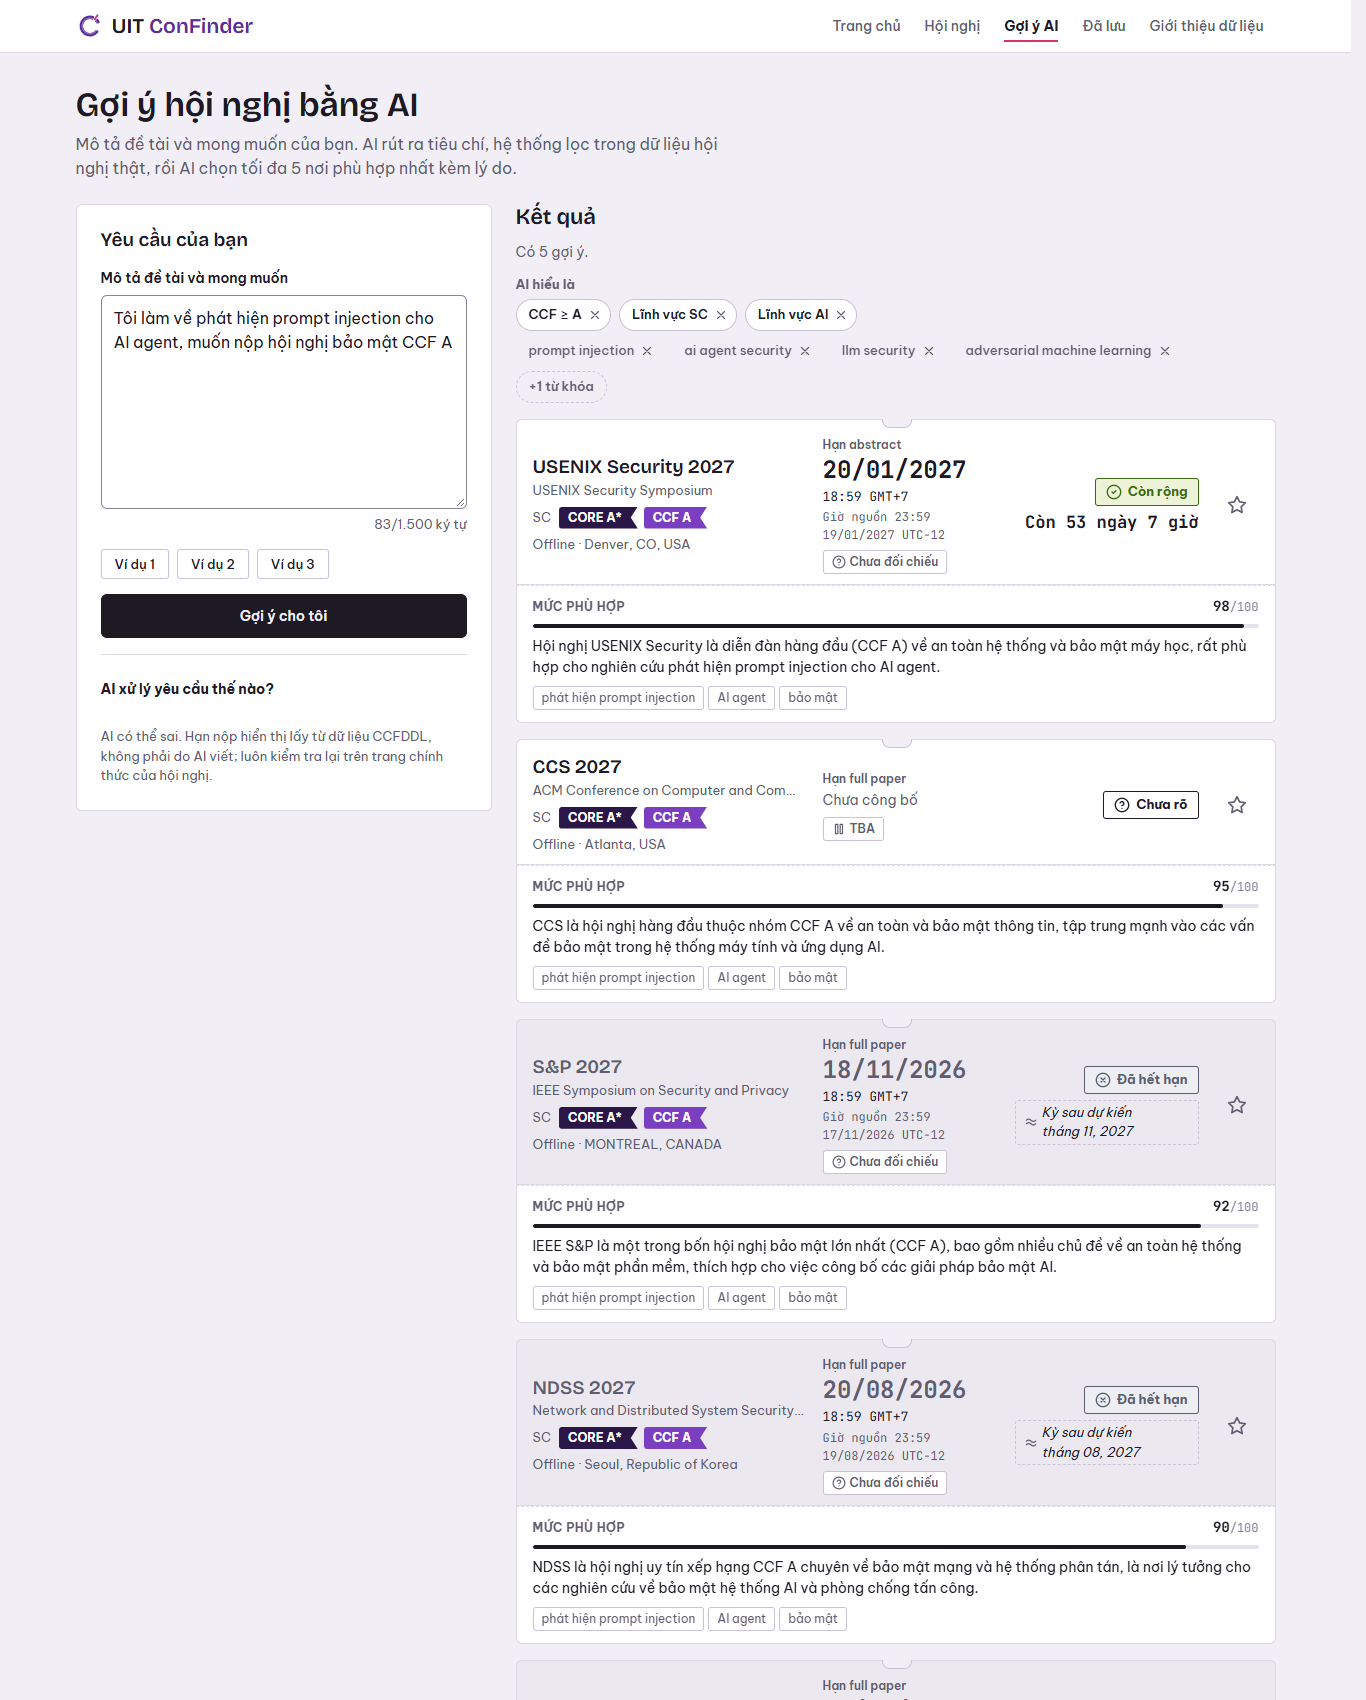 UIT ConFinder
Trang chủ
Hội nghị
Gợi ý AI
Đã lưu
Giới thiệu dữ liệu
Gợi ý hội nghị bằng AI
Mô tả đề tài và mong muốn của bạn. AI rút ra tiêu chí, hệ thống lọc trong dữ liệu hội
nghị thật, rồi AI chọn tối đa 5 nơi phù hợp nhất kèm lý do.
Yêu cầu của bạn
Mô tả đề tài và mong muốn
Tôi làm về phát hiện prompt injection cho
AI agent, muốn nộp hội nghị bảo mật CCF A
83/1.500 ký tự
Ví dụ 1
Ví dụ 2
Ví dụ 3
Gợi ý cho tôi
AI xử lý yêu cầu thế nào?
AI có thể sai. Hạn nộp hiển thị lấy từ dữ liệu CCFDDL,
không phải do AI viết; luôn kiểm tra lại trên trang chính
thức của hội nghị.
Kết quả
Có 5 gợi ý.
AI hiểu là
CCF ≥ A ×
Lĩnh vực SC ×
Lĩnh vực AI ×
prompt injection ×
ai agent security ×
llm security ×
adversarial machine learning ×
+1 từ khóa
USENIX Security 2027
USENIX Security Symposium
SC CORE A* CCF A
Offline · Denver, CO, USA
Hạn abstract
20/01/2027
18:59 GMT+7
Giờ nguồn 23:59
19/01/2027 UTC-12
Chưa đối chiếu
Còn rộng
Còn 53 ngày 7 giờ
MỨC PHÙ HỢP
98/100
Hội nghị USENIX Security là diễn đàn hàng đầu (CCF A) về an toàn hệ thống và bảo mật máy học, rất phù
hợp cho nghiên cứu phát hiện prompt injection cho AI agent.
phát hiện prompt injection
AI agent
bảo mật
CCS 2027
ACM Conference on Computer and Com...
SC CORE A* CCF A
Offline · Atlanta, USA
Hạn full paper
Chưa công bố
TBA
Chưa rõ
MỨC PHÙ HỢP
95/100
CCS là hội nghị hàng đầu thuộc nhóm CCF A về an toàn và bảo mật thông tin, tập trung mạnh vào các vấn
đề bảo mật trong hệ thống máy tính và ứng dụng AI.
phát hiện prompt injection
AI agent
bảo mật
S&P 2027
IEEE Symposium on Security and Privacy
SC CORE A* CCF A
Offline · MONTREAL, CANADA
Hạn full paper
18/11/2026
18:59 GMT+7
Giờ nguồn 23:59
17/11/2026 UTC-12
Chưa đối chiếu
Đã hết hạn
≈ Kỳ sau dự kiến
tháng 11, 2027
MỨC PHÙ HỢP
92/100
IEEE S&P là một trong bốn hội nghị bảo mật lớn nhất (CCF A), bao gồm nhiều chủ đề về an toàn hệ thống
và bảo mật phần mềm, thích hợp cho việc công bố các giải pháp bảo mật AI.
phát hiện prompt injection
AI agent
bảo mật
NDSS 2027
Network and Distributed System Security...
SC CORE A* CCF A
Offline · Seoul, Republic of Korea
Hạn full paper
20/08/2026
18:59 GMT+7
Giờ nguồn 23:59
19/08/2026 UTC-12
Chưa đối chiếu
Đã hết hạn
≈ Kỳ sau dự kiến
tháng 08, 2027
MỨC PHÙ HỢP
90/100
NDSS là hội nghị uy tín xếp hạng CCF A chuyên về bảo mật mạng và hệ thống phân tán, là nơi lý tưởng cho
các nghiên cứu về bảo mật hệ thống AI và phòng chống tấn công.
phát hiện prompt injection
AI agent
bảo mật
Hạn full paper